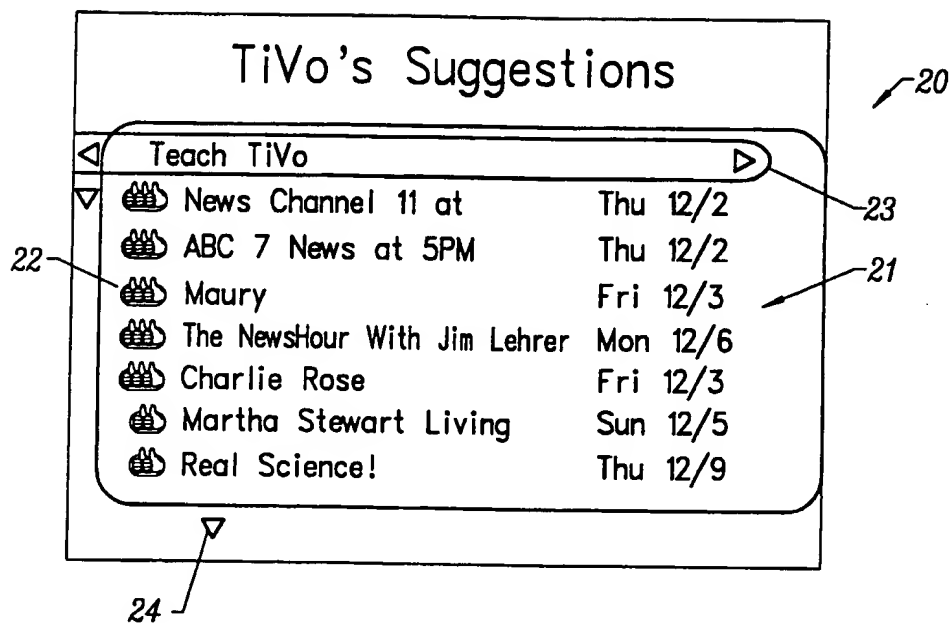 TiVo's Suggestions
20
Teach TiVo
23
News Channel 11 at Thu 12/2
ABC 7 News at 5PM Thu 12/2
22
21
Maury Fri 12/3
The NewsHour With Jim Lehrer Mon 12/6
Charlie Rose Fri 12/3
Martha Stewart Living Sun 12/5
Real Science! Thu 12/9
24